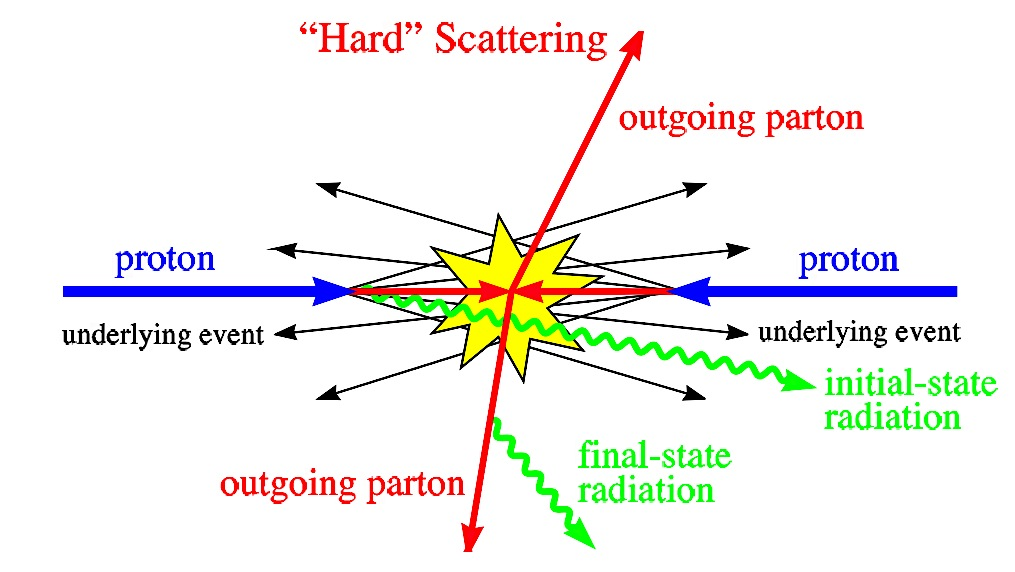 “Hard” Scattering
outgoing parton
proton
proton
underlying event
underlying event
initial-state
radiation
outgoing parton
final-state
radiation